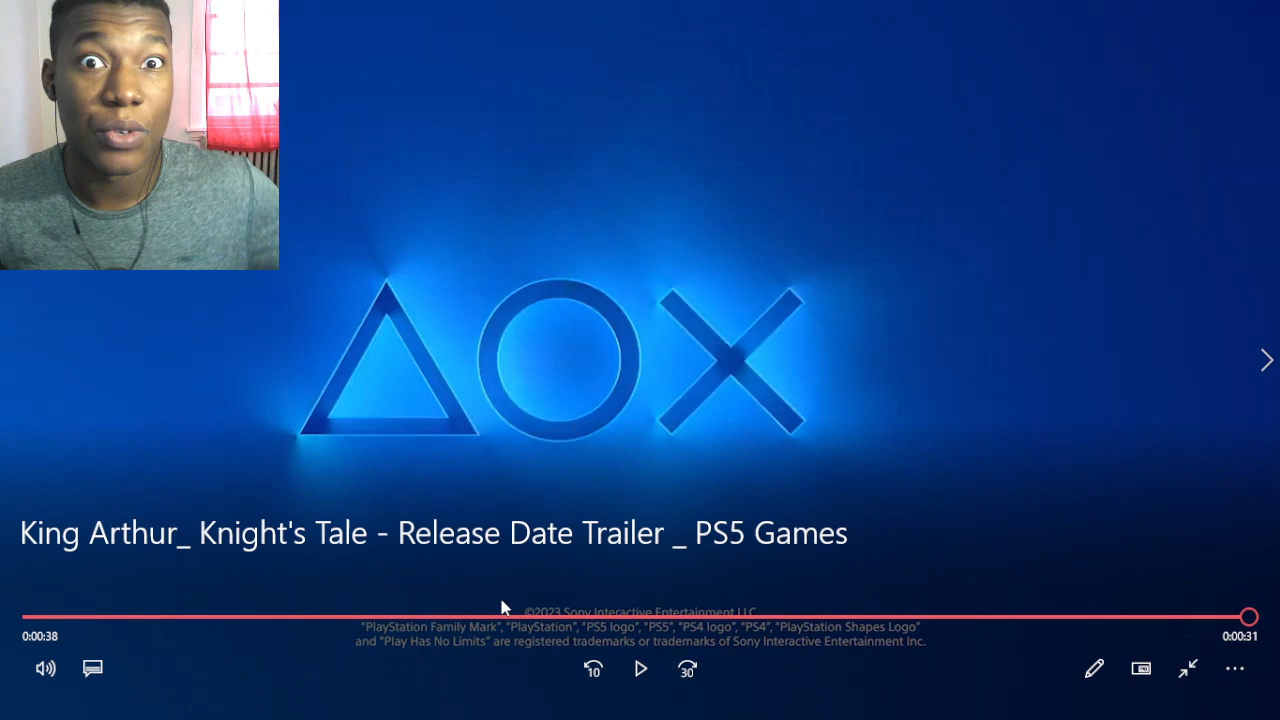 King Arthur_ Knight's Tale - Release Date Trailer _ PS5 Games
©2023 Sony Interactive Entertainment LLC
"PlayStation Family Mark", "PlayStation", "PS5 logo", "PS5", "PS4 logo", "PS4", "PlayStation Shapes Logo"
and "Play Has No Limits" are registered trademarks or trademarks of Sony Interactive Entertainment Inc.
0:00:38
0:00:31
10
30